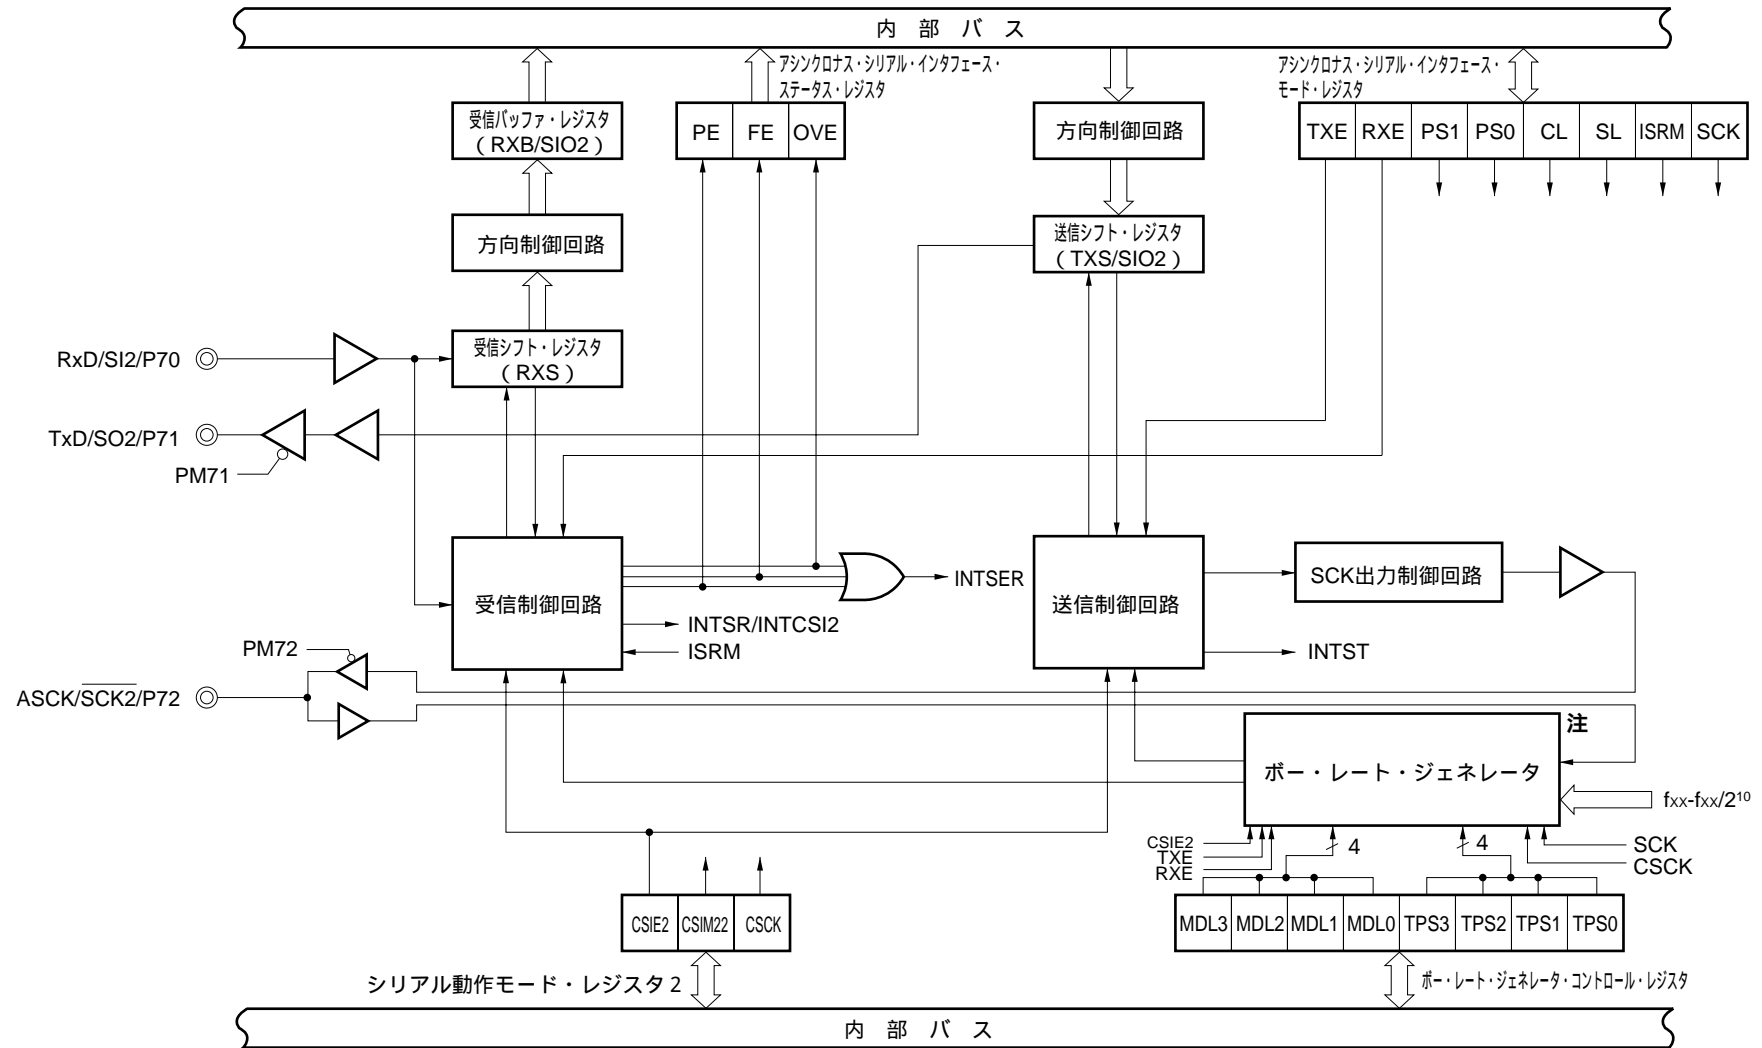 内部バス
アシンクロナス・シリアル・インタフェース・
ステータス・レジスタ
アシンクロナス・シリアル・インタフェース・
モード・レジスタ
受信バッファ・レジスタ
(RXB/SIO2)
PE FE OVE
方向制御回路
TXE RXE PS1 PS0 CL SL ISRM SCK
方向制御回路
送信シフト・レジスタ
(TXS/SIO2)
RxD/SI2/P70
受信シフト・レジスタ
(RXS)
TxD/SO2/P71
PM71
受信制御回路
INTSER
INTSR/INTCSI2
ISRM
送信制御回路
SCK出力制御回路
INTST
PM72
ASCK/SCK2/P72
注
ボー・レート・ジェネレータ
fxx-fxx/2¹⁰
CSIE2
TXE
RXE
4
4
SCK
CSCK
CSIE2 CSIM22 CSCK
MDL3 MDL2 MDL1 MDL0 TPS3 TPS2 TPS1 TPS0
シリアル動作モード・レジスタ2
ボー・レート・ジェネレータ・コントロール・レジスタ
内部バス